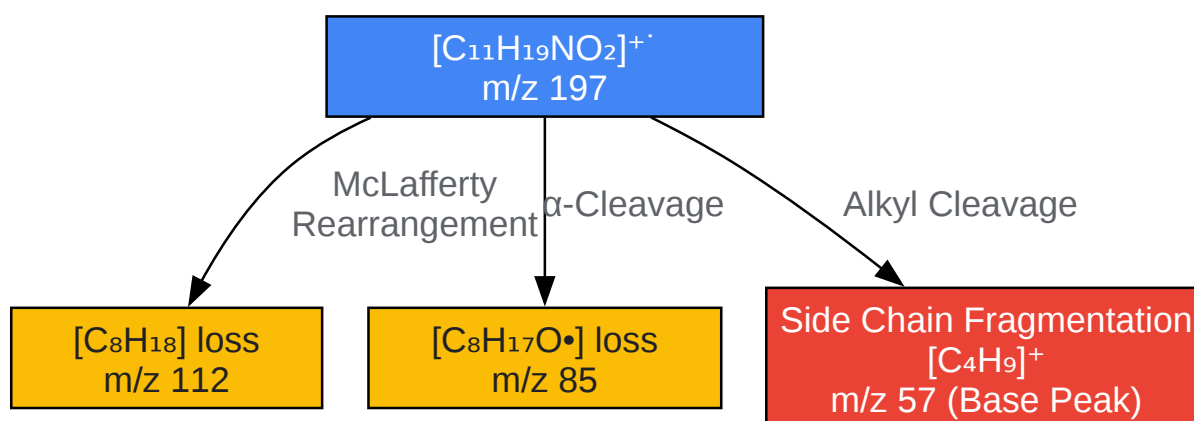 [C₁₁H₁₉NO₂]⁺˙
m/z 197
McLafferty
Rearrangement
α-Cleavage
Alkyl Cleavage
[C₈H₁₈] loss
m/z 112
[C₈H₁₇O•] loss
m/z 85
Side Chain Fragmentation
[C₄H₉]⁺
m/z 57 (Base Peak)